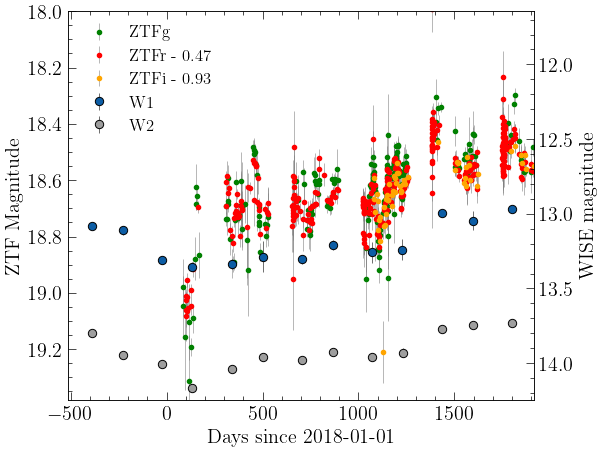 ZTFg
ZTFr - 0.47
ZTFi - 0.93
W1
W2
18.0
18.2
18.4
18.6
18.8
19.0
19.2
ZTF Magnitude
12.0
12.5
13.0
13.5
14.0
WISE magnitude
−500
0
500
1000
1500
Days since 2018-01-01